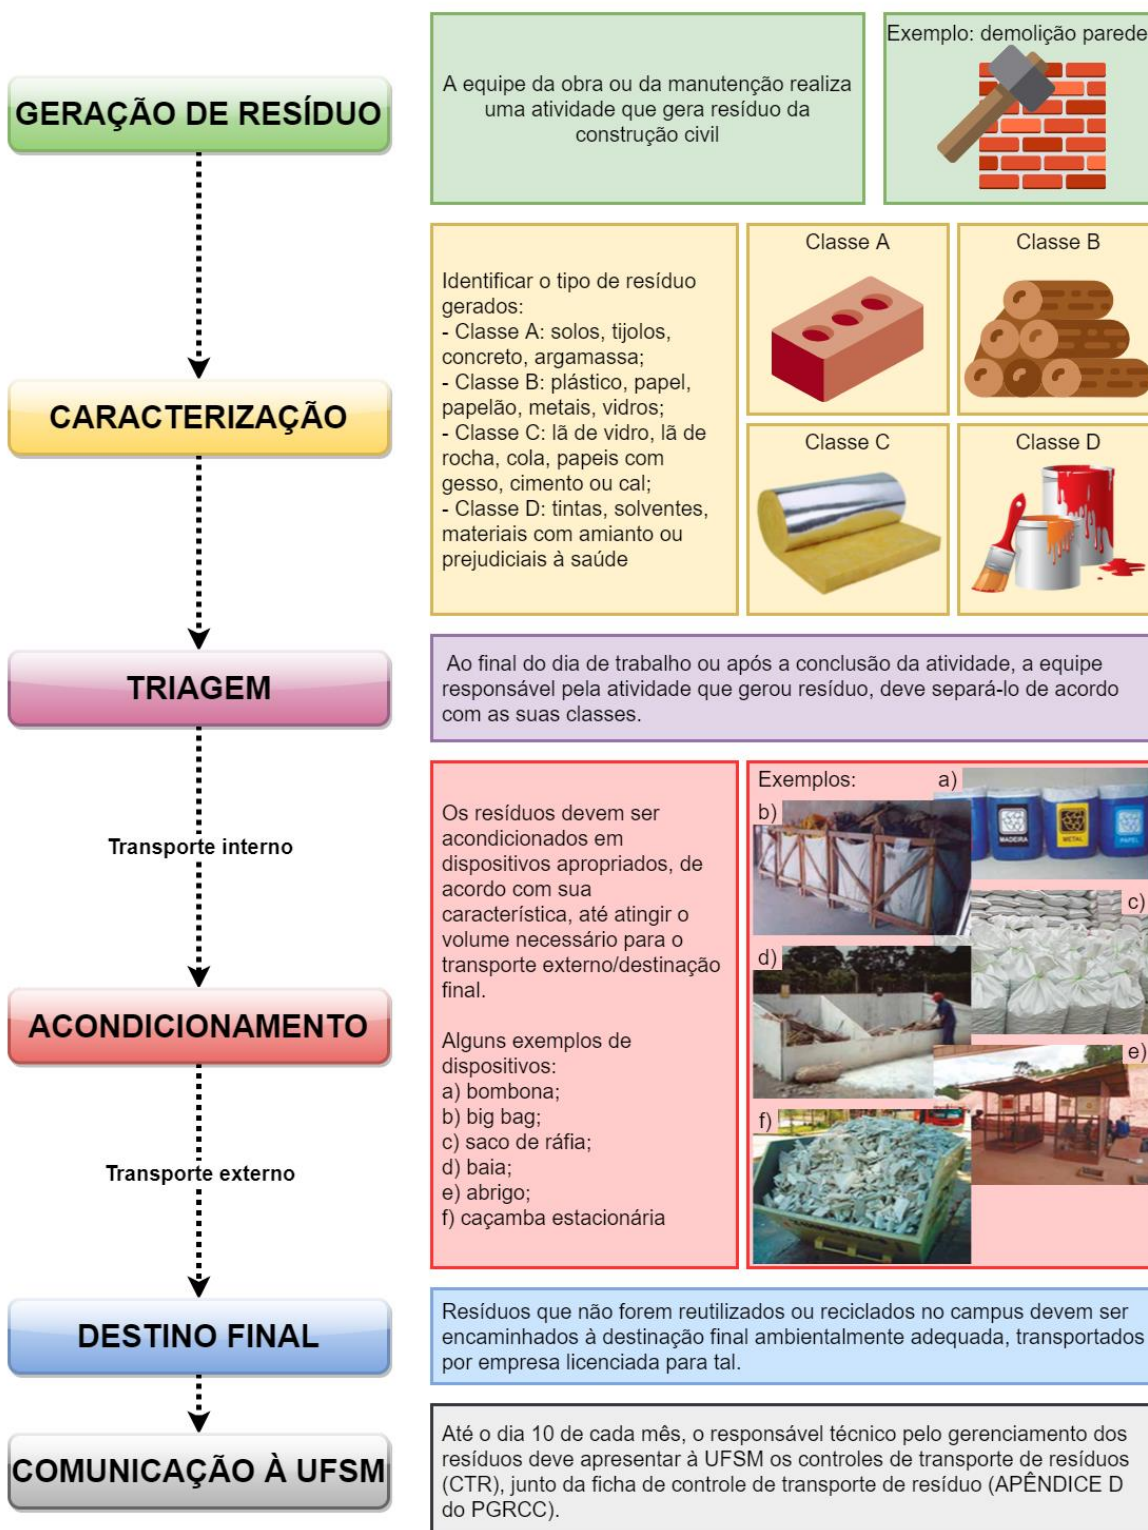 GERAÇÃO DE RESÍDUO
A equipe da obra ou da manutenção realiza
uma atividade que gera resíduo da
construção civil
Exemplo: demolição parede
CARACTERIZAÇÃO
Identificar o tipo de resíduo
gerados:
- Classe A: solos, tijolos,
concreto, argamassa;
- Classe B: plástico, papel,
papelão, metais, vidros;
- Classe C: lã de vidro, lã de
rocha, cola, papeis com
gesso, cimento ou cal;
- Classe D: tintas, solventes,
materiais com amianto ou
prejudiciais à saúde
Classe A
Classe B
Classe C
Classe D
TRIAGEM
Ao final do dia de trabalho ou após a conclusão da atividade, a equipe
responsável pela atividade que gerou resíduo, deve separá-lo de acordo
com as suas classes.
Transporte interno
ACONDICIONAMENTO
Os resíduos devem ser
acondicionados em
dispositivos apropriados, de
acordo com sua
característica, até atingir o
volume necessário para o
transporte externo/destinação
final.
Alguns exemplos de
dispositivos:
a) bombona;
b) big bag;
c) saco de ráfia;
d) baia;
e) abrigo;
f) caçamba estacionária
Exemplos:
a)
MADEIRA
METAL
PAPEL
b)
c)
d)
e)
f)
Transporte externo
DESTINO FINAL
Resíduos que não forem reutilizados ou reciclados no campus devem ser
encaminhados à destinação final ambientalmente adequada, transportados
por empresa licenciada para tal.
COMUNICAÇÃO À UFSM
Até o dia 10 de cada mês, o responsável técnico pelo gerenciamento dos
resíduos deve apresentar à UFSM os controles de transporte de resíduos
(CTR), junto da ficha de controle de transporte de resíduo (APÊNDICE D
do PGRCC).